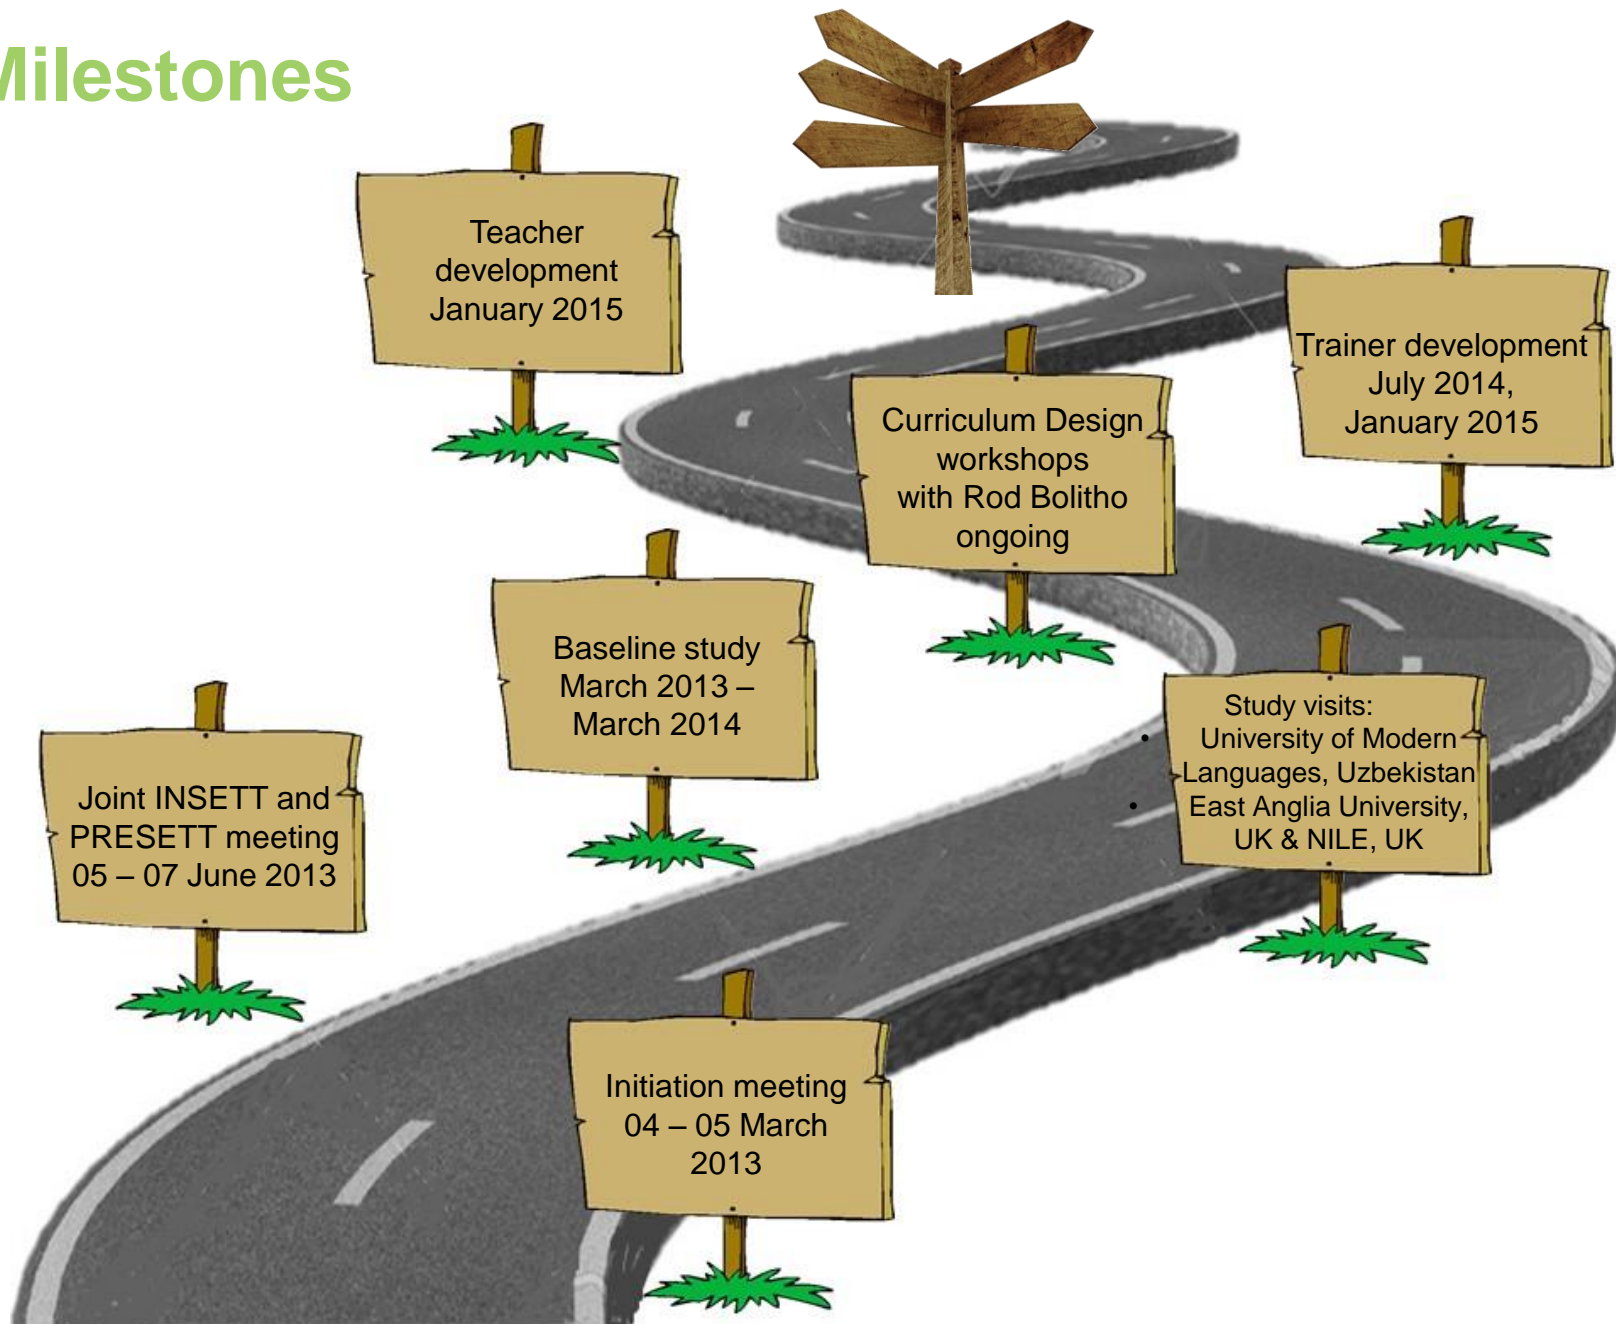 Milestones
Teacher
development
January 2015
Trainer development
July 2014,
January 2015
Curriculum Design
workshops
with Rod Bolitho
ongoing
Baseline study
March 2013 –
March 2014
Study visits:
• University of Modern
Languages, Uzbekistan
• East Anglia University,
UK & NILE, UK
Joint INSETT and
PRESETT meeting
05 – 07 June 2013
Initiation meeting
04 – 05 March
2013